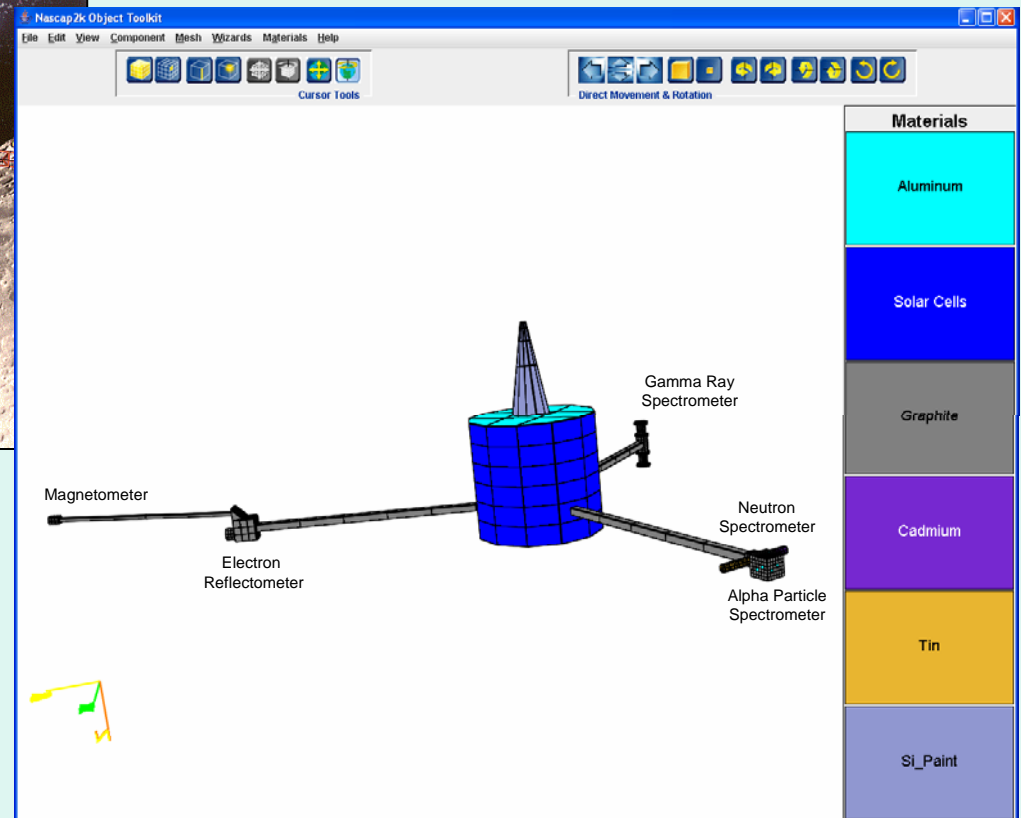 Nascap2k Object Toolkit
File Edit View Component Mesh Wizards Materials Help
Cursor Tools
Direct Movement & Rotation
Materials
Aluminum
Solar Cells
Graphite
Cadmium
Tin
Si_Paint
Gamma Ray
Spectrometer
Magnetometer
Electron
Reflectometer
Neutron
Spectrometer
Alpha Particle
Spectrometer